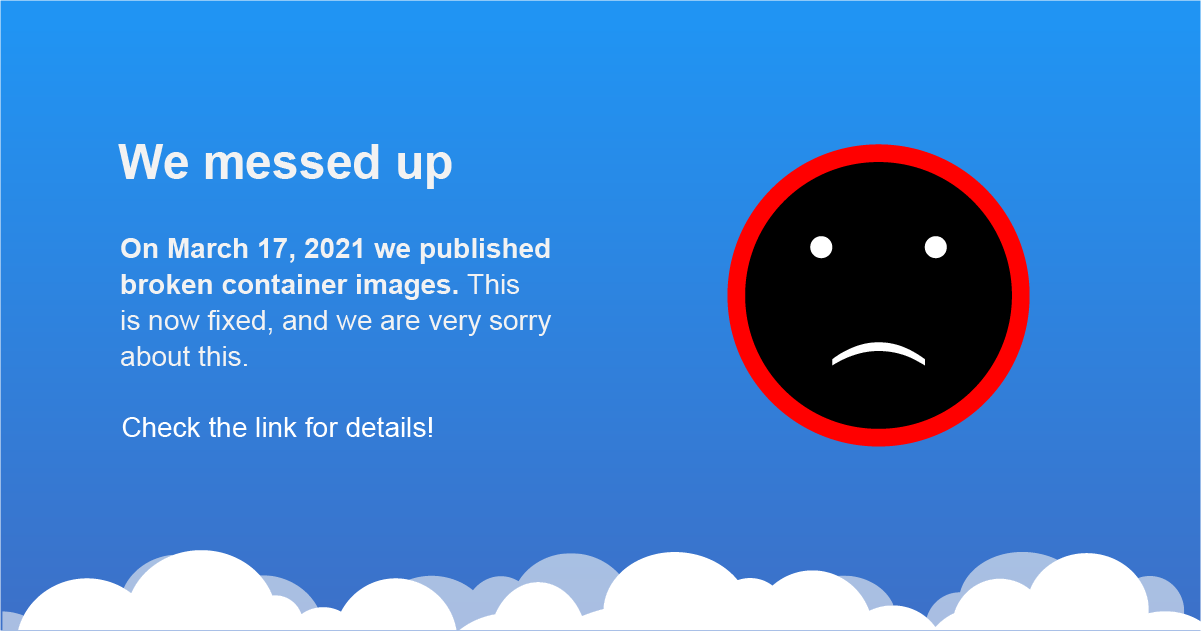 We messed up
On March 17, 2021 we published
broken container images. This
is now fixed, and we are very sorry
about this.
Check the link for details!